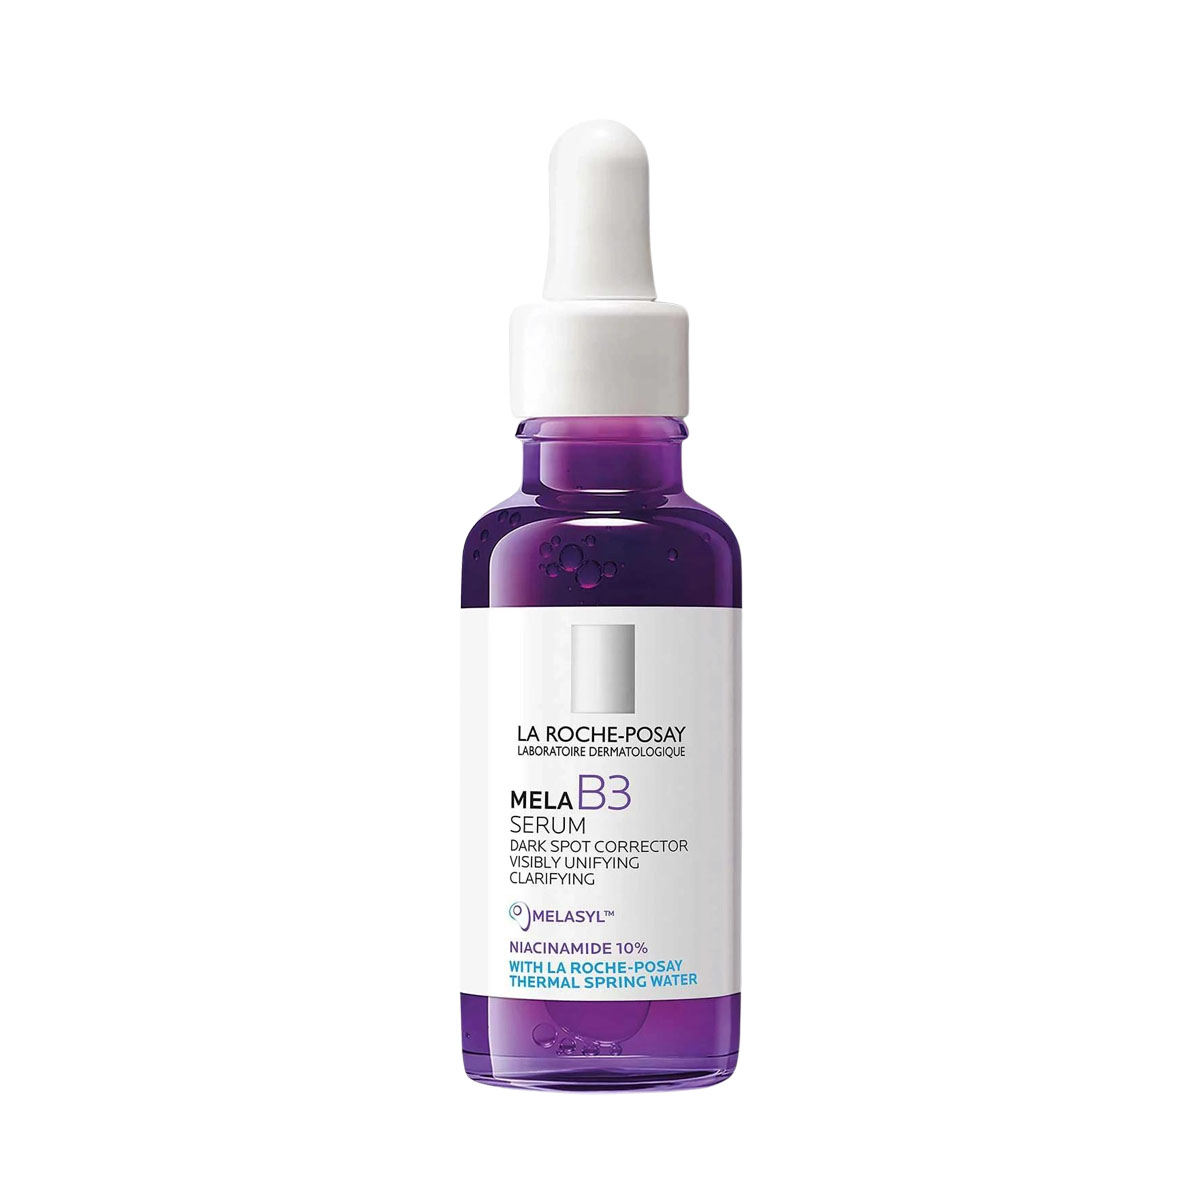 LA ROCHE-POSAY
LABORATOIRE DERMATOLOGIQUE
MELA B3
SERUM
DARK SPOT CORRECTOR
VISIBLY UNIFYING
CLARIFYING
MELASYL™
NIACINAMIDE 10%
WITH LA ROCHE-POSAY
THERMAL SPRING WATER